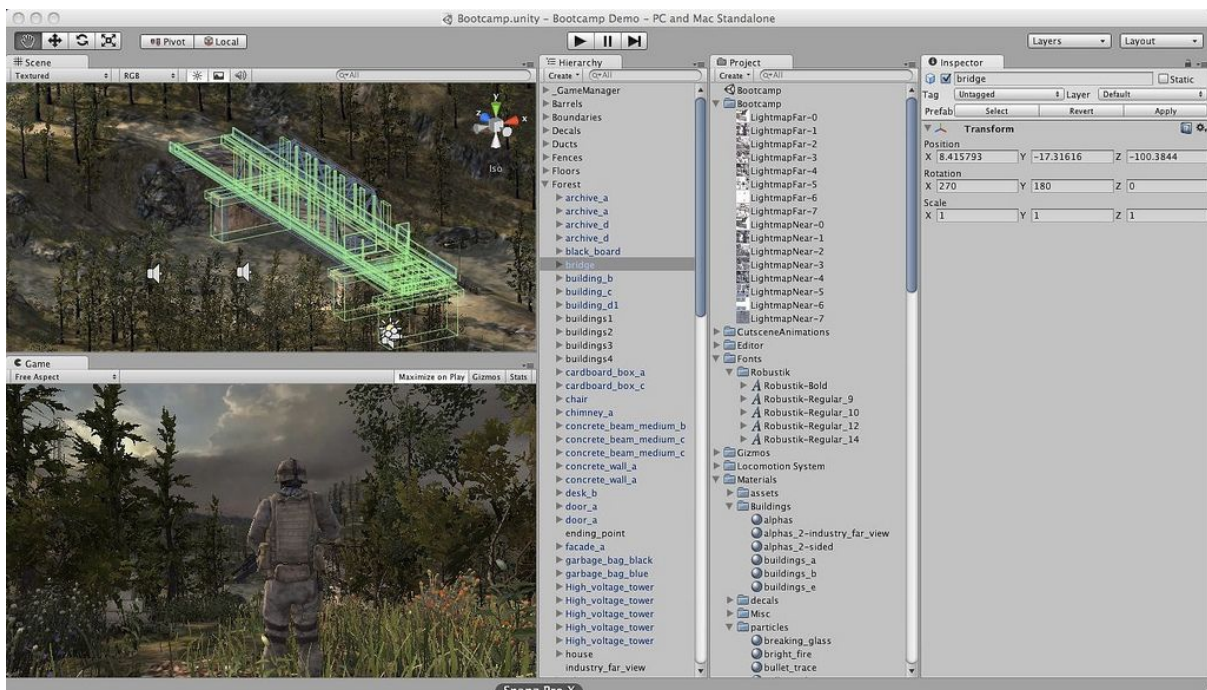 Bootcamp.unity – Bootcamp Demo – PC and Mac Standalone
Pivot Local
Layers Layout
Scene
Textured RGB All
y x Iso
Game
Free Aspect Maximize on Play Gizmos Stats
Hierarchy
Create All
_GameManager
Barrels
Boundaries
Decals
Ducts
Fences
Floors
Forest
archive_a
archive_a
archive_d
archive_d
black_board
bridge
building_b
building_c
building_d1
buildings1
buildings2
buildings3
buildings4
cardboard_box_a
cardboard_box_c
chair
chimney_a
concrete_beam_medium_b
concrete_beam_medium_c
concrete_beam_medium_c
concrete_wall_a
concrete_wall_a
desk_b
door_a
door_a
ending_point
facade_a
garbage_bag_black
garbage_bag_blue
High_voltage_tower
High_voltage_tower
High_voltage_tower
High_voltage_tower
High_voltage_tower
house
industry_far_view
Project
Create All
Bootcamp
Bootcamp
LightmapFar-0
LightmapFar-1
LightmapFar-2
LightmapFar-3
LightmapFar-4
LightmapFar-5
LightmapFar-6
LightmapFar-7
LightmapNear-0
LightmapNear-1
LightmapNear-2
LightmapNear-3
LightmapNear-4
LightmapNear-5
LightmapNear-6
LightmapNear-7
CutsceneAnimations
Editor
Fonts
Robustik
A Robustik-Bold
A Robustik-Regular_9
A Robustik-Regular_10
A Robustik-Regular_12
A Robustik-Regular_14
Gizmos
Locomotion System
Materials
assets
Buildings
alphas
alphas_2-industry_far_view
alphas_2-sided
buildings_a
buildings_b
buildings_e
decals
Misc
particles
breaking_glass
bright_fire
bullet_trace
Inspector
bridge Static
Tag Untagged Layer Default
Prefab Select Revert Apply
Transform
Position
X 8.415793 Y -17.31616 Z -100.3844
Rotation
X 270 Y 180 Z 0
Scale
X 1 Y 1 Z 1